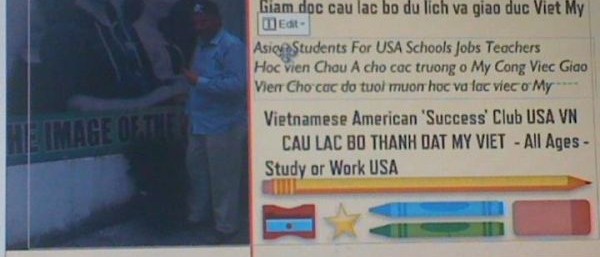 Giam doc cau lac bo du lich va giao duc Viet My
Edit
Asion Students For USA Schools Jobs Teachers
Hoc vien Chau A cho cac truong o My Cong Viec Giao
Vien Cho cac do tuoi muon hoc va lac viec o My
THE IMAGE OF THE
Vietnamese American 'Success' Club USA VN
CAU LAC BO THANH DAT MY VIET - All Ages -
Study or Work USA